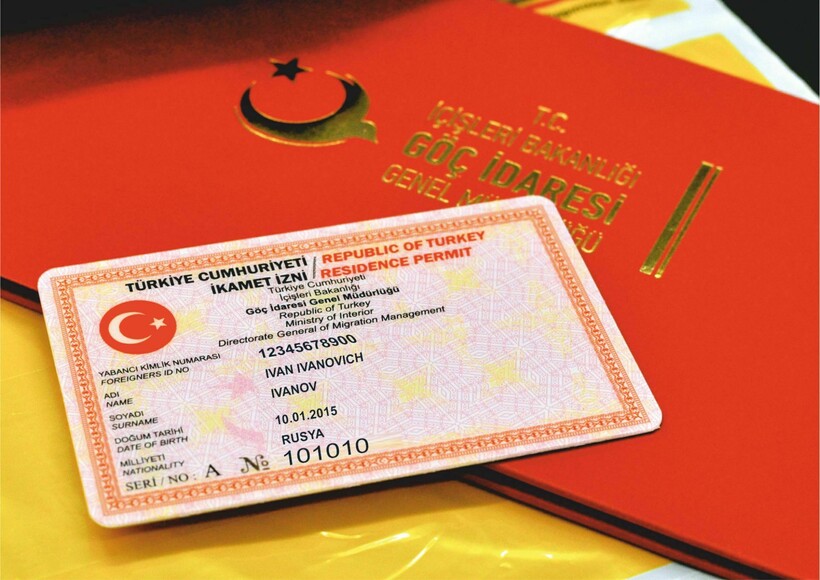 T.C.
İÇİŞLERİ BAKANLIĞI
GÖÇ İDARESİ
GENEL
TÜRKİYE CUMHURİYETİ / REPUBLIC OF TURKEY
İKAMET İZNİ / RESIDENCE PERMIT
Türkiye Cumhuriyeti
İçişleri Bakanlığı
Göç İdaresi Genel Müdürlüğü
Republic of Turkey
Ministry of Interior
Directorate General of Migration Management
YABANCI KİMLİK NUMARASI
FOREIGNERS ID NO
12345678900
ADI
NAME
IVAN IVANOVICH
SOYADI
SURNAME
IVANOV
DOĞUM TARİHİ
DATE OF BIRTH
10.01.2015
MİLLİYETİ
NATIONALITY
RUSYA
SERİ / NO : A № 101010